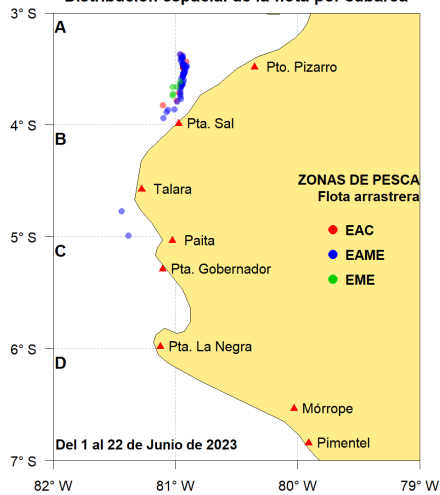 Distribución espacial de la flota por subárea
3° S
A
Pto. Pizarro
4° S
Pta. Sal
B
ZONAS DE PESCA
Talara
Flota arrastrera
EAC
5° S
Paita
C
EAME
Pta. Gobernador
EME
6° S
Pta. La Negra
D
Mórrope
Del 1 al 22 de Junio de 2023
Pimentel
7° S
82° W 81° W 80° W 79° W